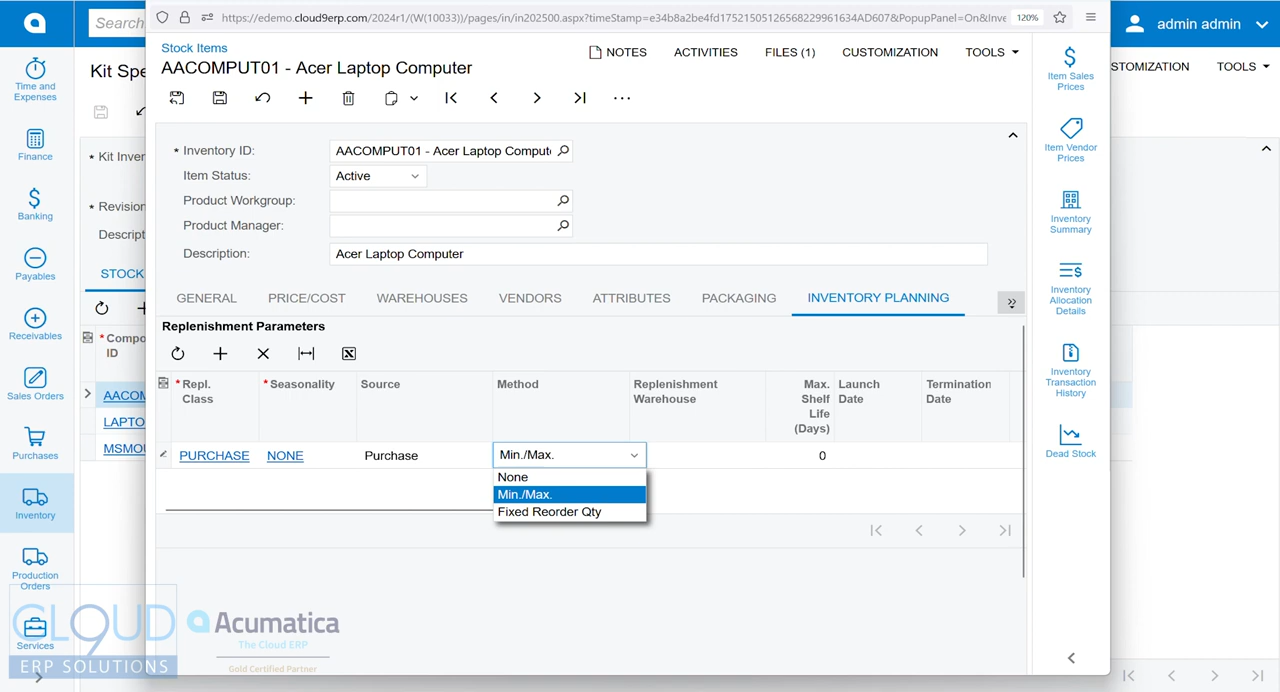 Search
https://edemo.cloud9erp.com/2024r1/(W(10033))/pages/in/in202500.aspx?timeStamp=e34b8a2be4fd17521505126568229961634AD607&PopupPanel=On&Inve
120%
admin admin
Stock Items
AACOMPUT01 - Acer Laptop Computer
NOTES
ACTIVITIES
FILES (1)
CUSTOMIZATION
TOOLS
Kit Spe
STOMIZATION
TOOLS
Time and
Expenses
Finance
Banking
Payables
Receivables
Sales Orders
Purchases
Inventory
Production
Orders
Services
* Kit Inver
* Revision
Descript
STOCK
* Compo
ID
AACOM
LAPTO
MSMOU
* Inventory ID:
AACOMPUT01 - Acer Laptop Compute
Item Status:
Active
Product Workgroup:
Product Manager:
Description:
Acer Laptop Computer
GENERAL
PRICE/COST
WAREHOUSES
VENDORS
ATTRIBUTES
PACKAGING
INVENTORY PLANNING
Replenishment Parameters
* Repl.
Class
* Seasonality
Source
Method
Replenishment
Warehouse
Max.
Shelf
Life
(Days)
Launch
Date
Termination
Date
PURCHASE
NONE
Purchase
Min./Max.
0
None
Min./Max.
Fixed Reorder Qty
Item Sales
Prices
Item Vendor
Prices
Inventory
Summary
Inventory
Allocation
Details
Inventory
Transaction
History
Dead Stock
CLOUD
ERP SOLUTIONS
Acumatica
The Cloud ERP
Gold Certified Partner